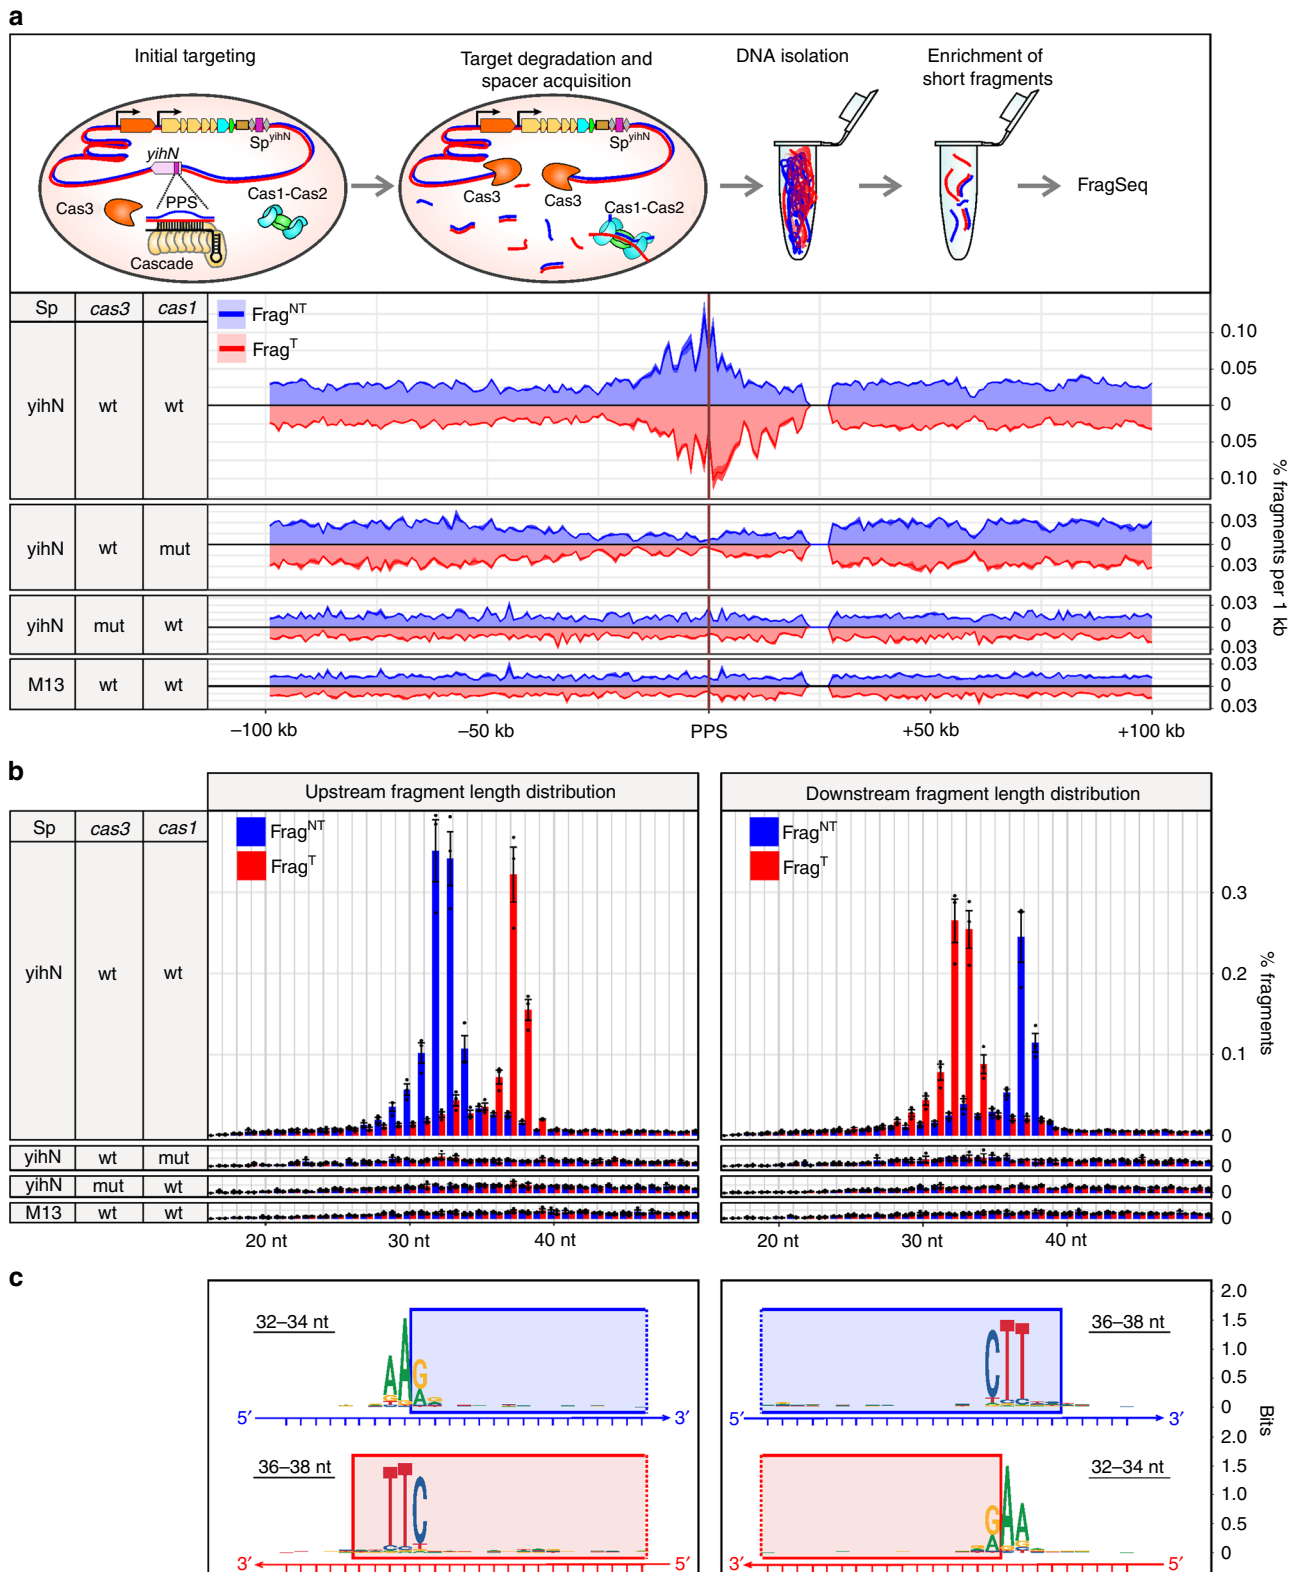 a
Initial targeting
Target degradation and
spacer acquisition
DNA isolation
Enrichment of
short fragments
Sp^yihN
yihN
PPS
Cas3
Cas1-Cas2
Cascade
Sp^yihN
Cas3
Cas3
Cas1-Cas2
FragSeq
Sp cas3 cas1
Frag^NT
Frag^T
yihN wt wt
0.10
0.05
0
0.05
0.10
yihN wt mut
0.03
0
0.03
yihN mut wt
0.03
0
0.03
M13 wt wt
0.03
0
0.03
% fragments per 1 kb
−100 kb −50 kb PPS +50 kb +100 kb
b
Upstream fragment length distribution
Downstream fragment length distribution
Sp cas3 cas1
Frag^NT
Frag^T
Frag^NT
Frag^T
yihN wt wt
0.3
0.2
0.1
0
% fragments
yihN wt mut
0
yihN mut wt
0
M13 wt wt
0
20 nt 30 nt 40 nt
20 nt 30 nt 40 nt
c
32–34 nt
AAG
A
5′ 3′
36–38 nt
CTT
5′ 3′
2.0
1.5
1.0
0.5
0
Bits
36–38 nt
TTC
3′ 5′
32–34 nt
GAA
A
3′ 5′
2.0
1.5
1.0
0.5
0